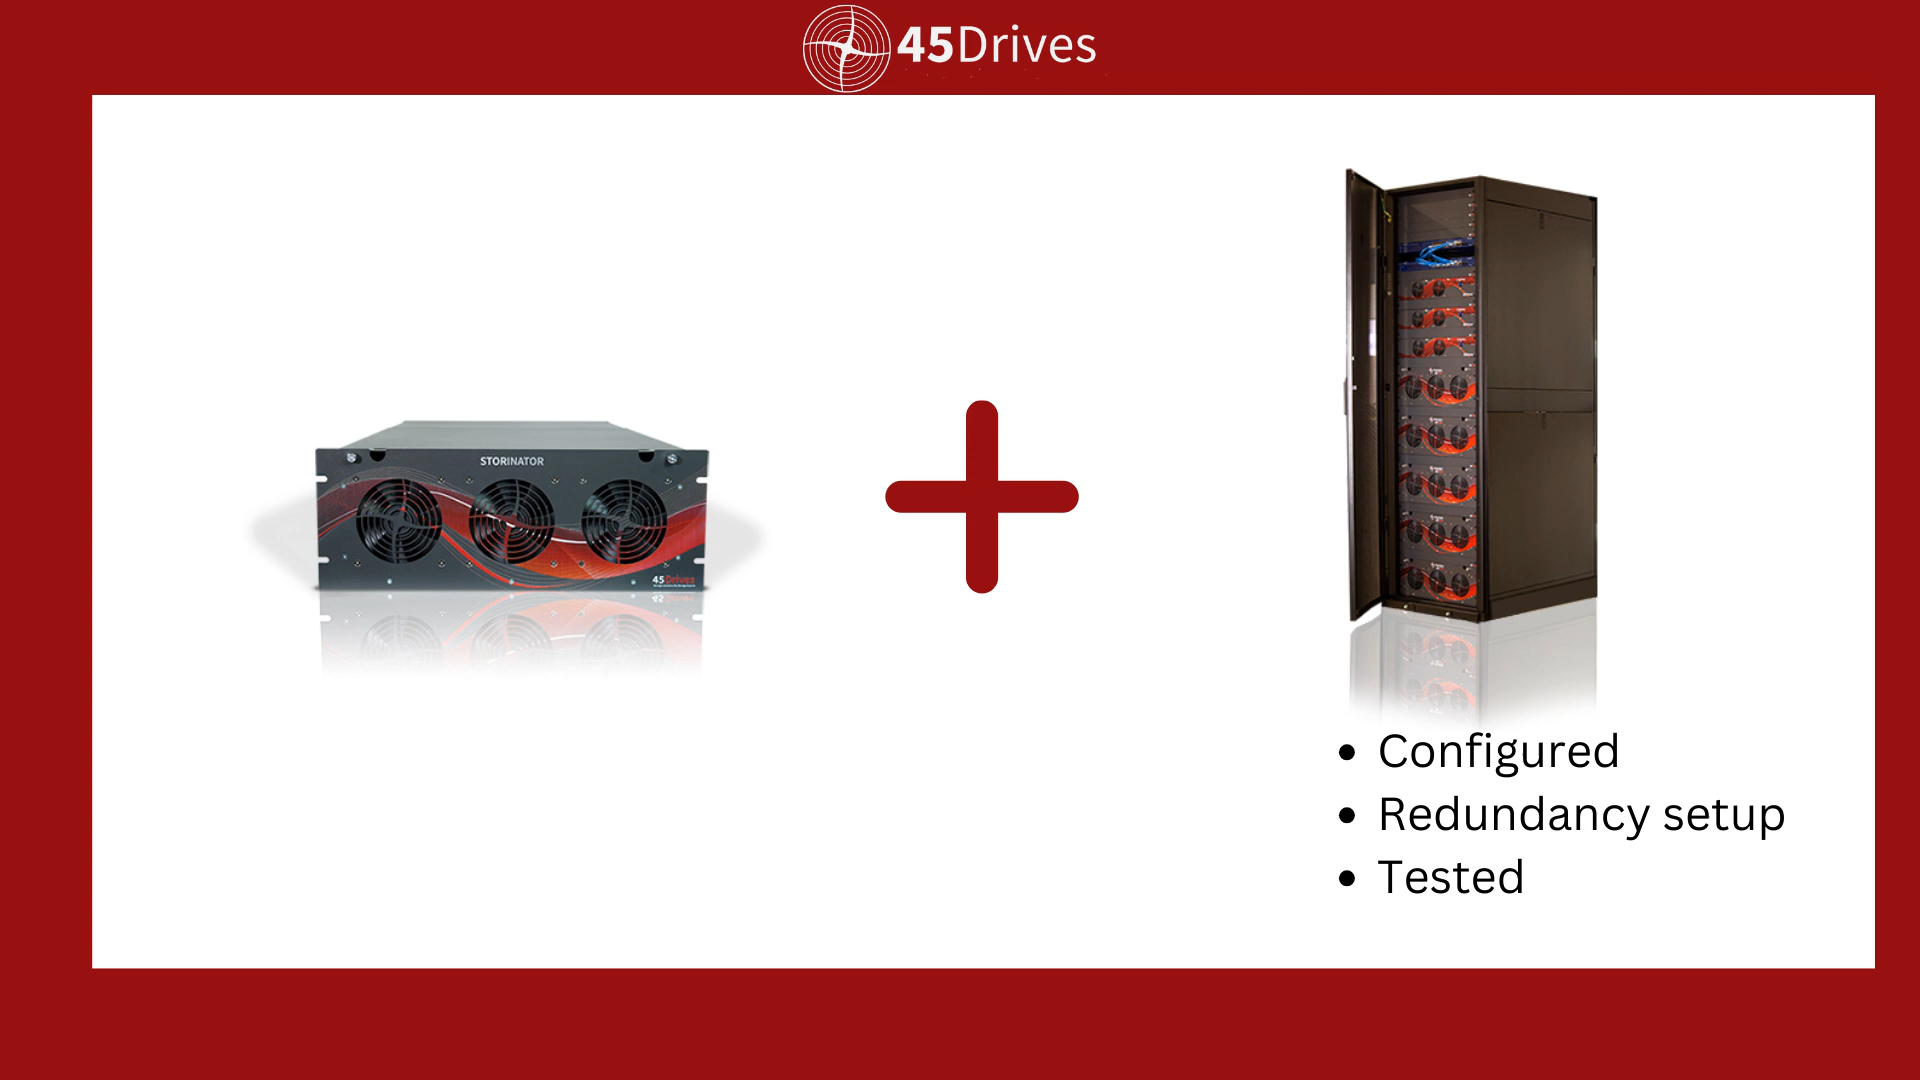 45Drives
STORINATOR
45Drives
Configured
Redundancy setup
Tested